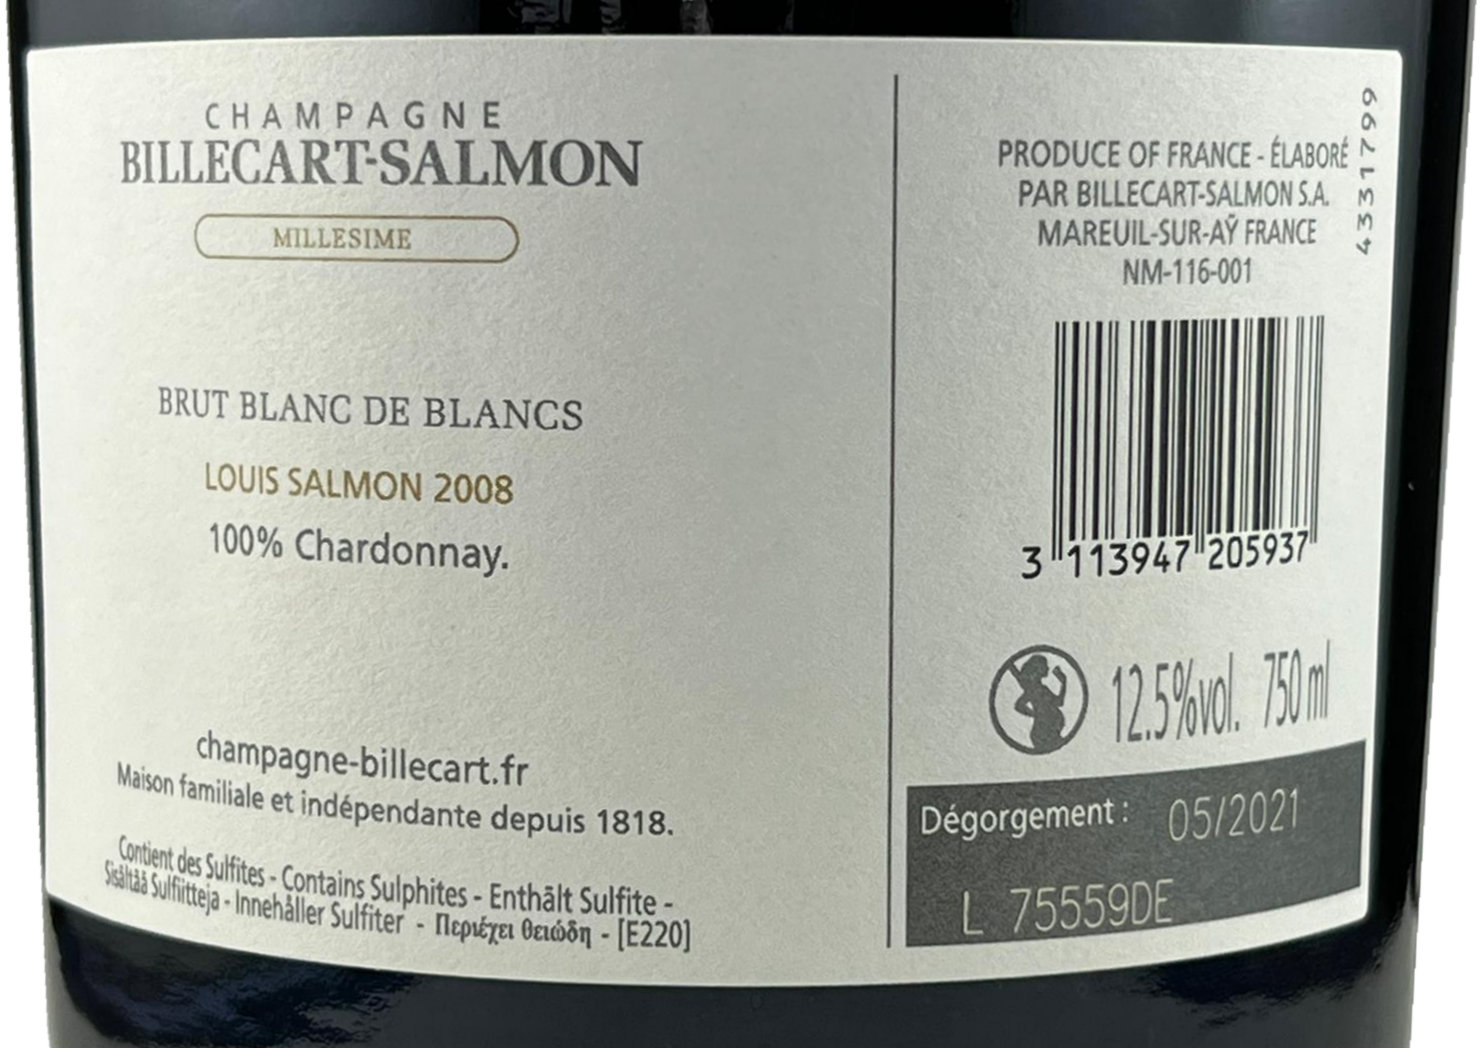 CHAMPAGNE
BILLECART-SALMON
MILLESIME
BRUT BLANC DE BLANCS
LOUIS SALMON 2008
100% Chardonnay.
champagne-billecart.fr
Maison familiale et indépendante depuis 1818.
Contient des Sulfites - Contains Sulphites - Enthält Sulfite -
Sisältää Sulfiitteja - Innehåller Sulfiter - Περιέχει θειώδη - [E220]
PRODUCE OF FRANCE - ÉLABORÉ
PAR BILLECART-SALMON S.A.
MAREUIL-SUR-AŸ FRANCE
NM-116-001
4331799
3 113947 205937
12.5%vol. 750 ml
Dégorgement : 05/2021
L 75559DE